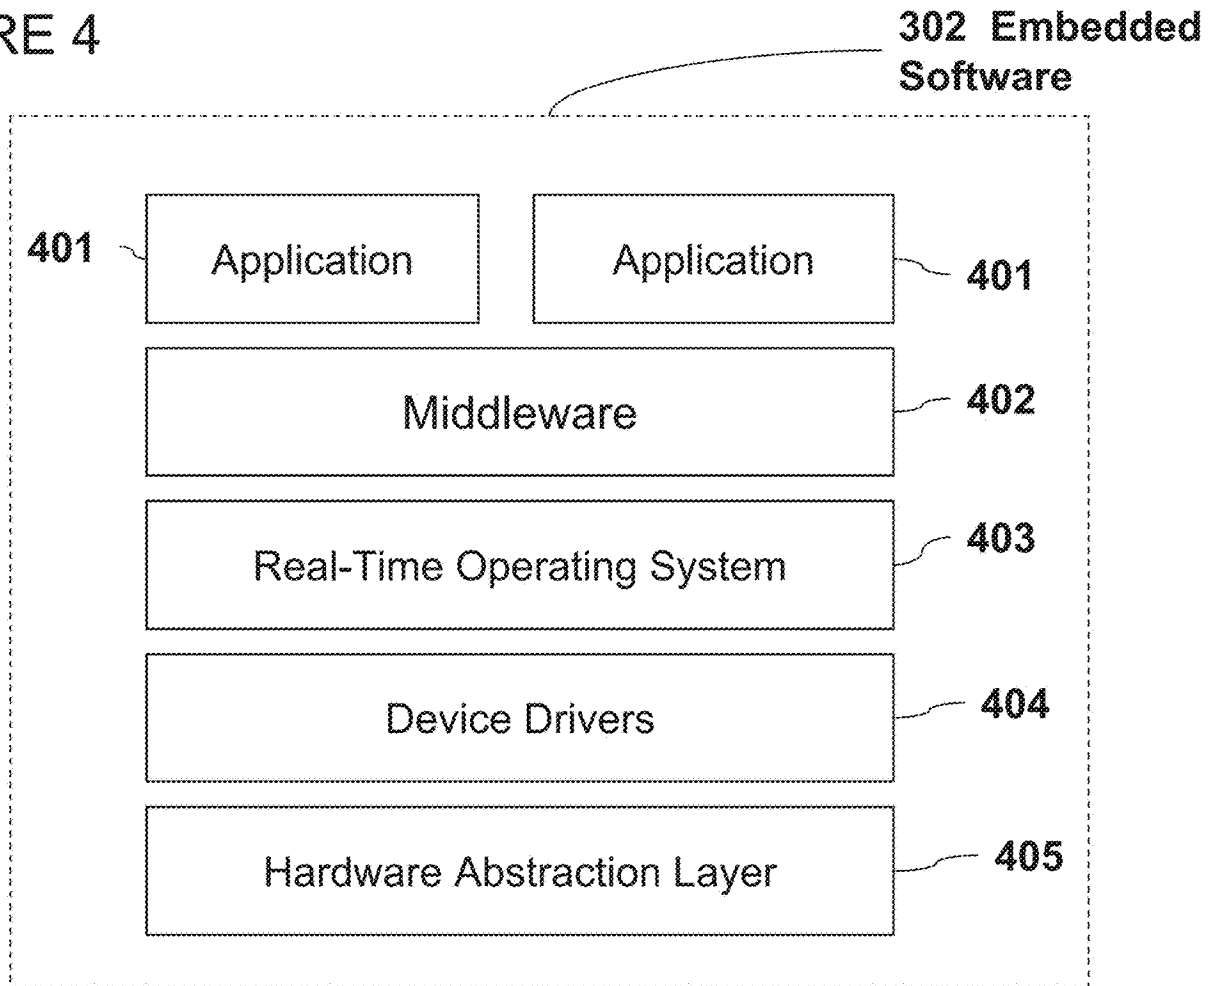 RE 4
302 Embedded
Software
401
Application
Application
401
Middleware
402
Real-Time Operating System
403
Device Drivers
404
Hardware Abstraction Layer
405